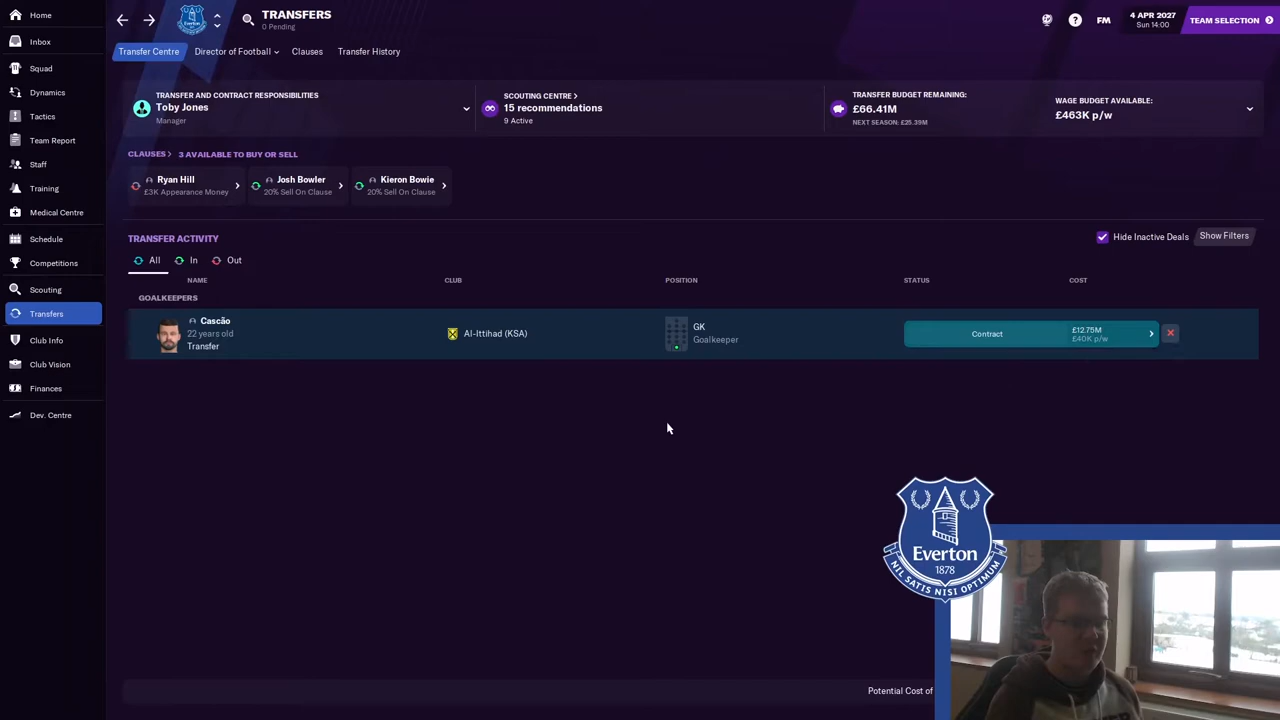 Home
Inbox
Squad
Dynamics
Tactics
Team Report
Staff
Training
Medical Centre
Schedule
Competitions
Scouting
Transfers
Club Info
Club Vision
Finances
Dev. Centre
TRANSFERS
0 Pending
FM
4 APR 2027
Sun 14:00
TEAM SELECTION
Transfer Centre
Director of Football
Clauses
Transfer History
TRANSFER AND CONTRACT RESPONSIBILITIES
Toby Jones
Manager
SCOUTING CENTRE >
15 recommendations
9 Active
TRANSFER BUDGET REMAINING:
£66.41M
NEXT SEASON: £25.39M
WAGE BUDGET AVAILABLE:
£463K p/w
CLAUSES > 3 AVAILABLE TO BUY OR SELL
Ryan Hill
£3K Appearance Money
Josh Bowler
20% Sell On Clause
Kieron Bowie
20% Sell On Clause
TRANSFER ACTIVITY
Hide Inactive Deals
Show Filters
All
In
Out
NAME
CLUB
POSITION
STATUS
COST
GOALKEEPERS
Cascão
22 years old
Transfer
Al-Ittihad (KSA)
GK
Goalkeeper
Contract
£12.75M
£40K p/w
Everton
1878
NIL SATIS NISI OPTIMUM
Potential Cost of